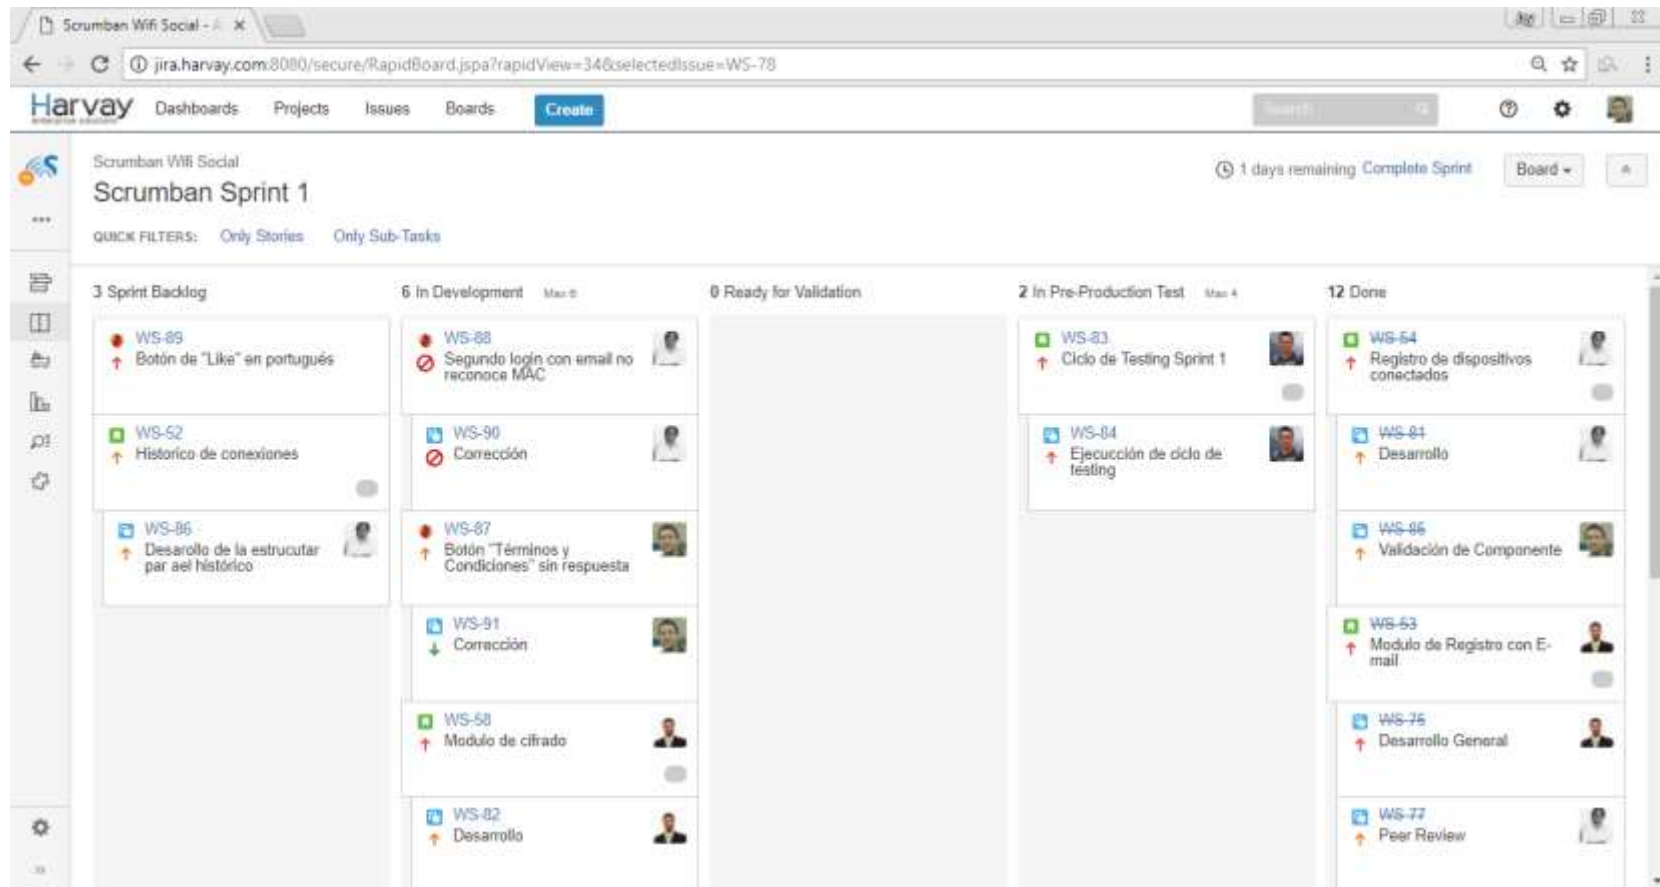 Scrumban Wifi Social -
jira.harvay.com:8080/secure/RapidBoard.jspa?rapidView=34&selectedIssue=WS-78
Harvay Dashboards Projects Issues Boards Create Search
Scrumban Wifi Social
Scrumban Sprint 1
1 days remaining Complete Sprint Board
QUICK FILTERS: Only Stories Only Sub-Tasks
3 Sprint Backlog
WS-89
Botón de "Like" en portugués
WS-52
Historico de conexiones
WS-86
Desarollo de la estrucutar
par ael histórico
6 In Development Max 6
WS-88
Segundo login con email no
reconoce MAC
WS-90
Corrección
WS-87
Botón "Términos y
Condiciones" sin respuesta
WS-91
Corrección
WS-58
Modulo de cifrado
WS-82
Desarrollo
0 Ready for Validation
2 In Pre-Production Test Max 4
WS-83
Ciclo de Testing Sprint 1
WS-84
Ejecucción de ciclo de
testing
12 Done
WS-54
Registro de dispositivos
conectados
WS-81
Desarrollo
WS-85
Validación de Componente
WS-53
Modulo de Registro con E-
mail
WS-75
Desarrollo General
WS-77
Peer Review